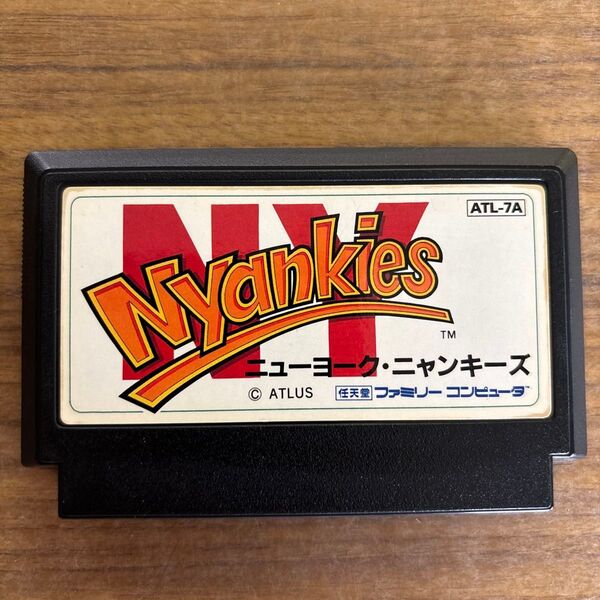 ATL-7A
NY
Nyankies
TM
ニューヨーク・ニャンキーズ
© ATLUS 任天堂 ファミリー コンピュータ TM